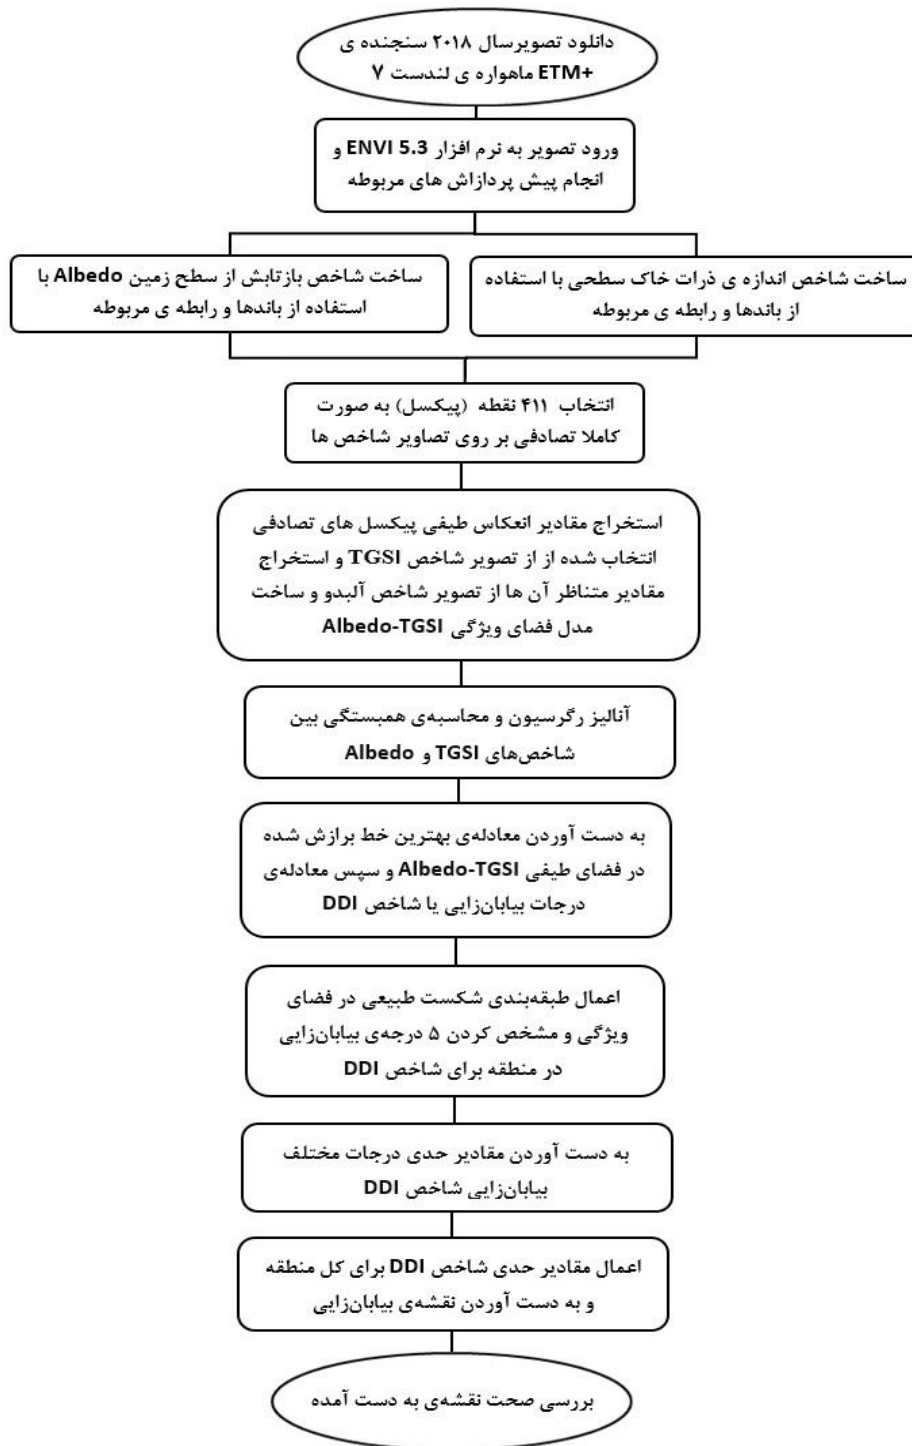 دانلود تصویرسال ۲۰۱۸ سنجنده ی
ETM+ ماهواره ی لندست ۷
ورود تصویر به نرم افزار ENVI 5.3 و
انجام پیش پردازاش های مربوطه
ساخت شاخص اندازه ی ذرات خاک سطحی با استفاده
از باندها و رابطه ی مربوطه
ساخت شاخص بازتابش از سطح زمین Albedo با
استفاده از باندها و رابطه ی مربوطه
انتخاب ۴۱۱ نقطه (پیکسل) به صورت
کاملا تصادفی بر روی تصاویر شاخص ها
استخراج مقادیر انعکاس طیفی پیکسل های تصادفی
انتخاب شده از از تصویر شاخص TGSI و استخراج
مقادیر متناظر آن ها از تصویر شاخص آلبدو و ساخت
مدل فضای ویژگی Albedo-TGSI
آنالیز رگرسیون و محاسبه‌ی همبستگی بین
شاخص‌های TGSI و Albedo
به دست آوردن معادله‌ی بهترین خط برازش شده
در فضای طیفی Albedo-TGSI و سپس معادله‌ی
درجات بیابان‌زایی یا شاخص DDI
اعمال طبقه‌بندی شکست طبیعی در فضای
ویژگی و مشخص کردن ۵ درجه‌ی بیابان‌زایی
در منطقه برای شاخص DDI
به دست آوردن مقادیر حدی درجات مختلف
بیابان‌زایی شاخص DDI
اعمال مقادیر حدی شاخص DDI برای کل منطقه
و به دست آوردن نقشه‌ی بیابان‌زایی
بررسی صحت نقشه‌ی به دست آمده